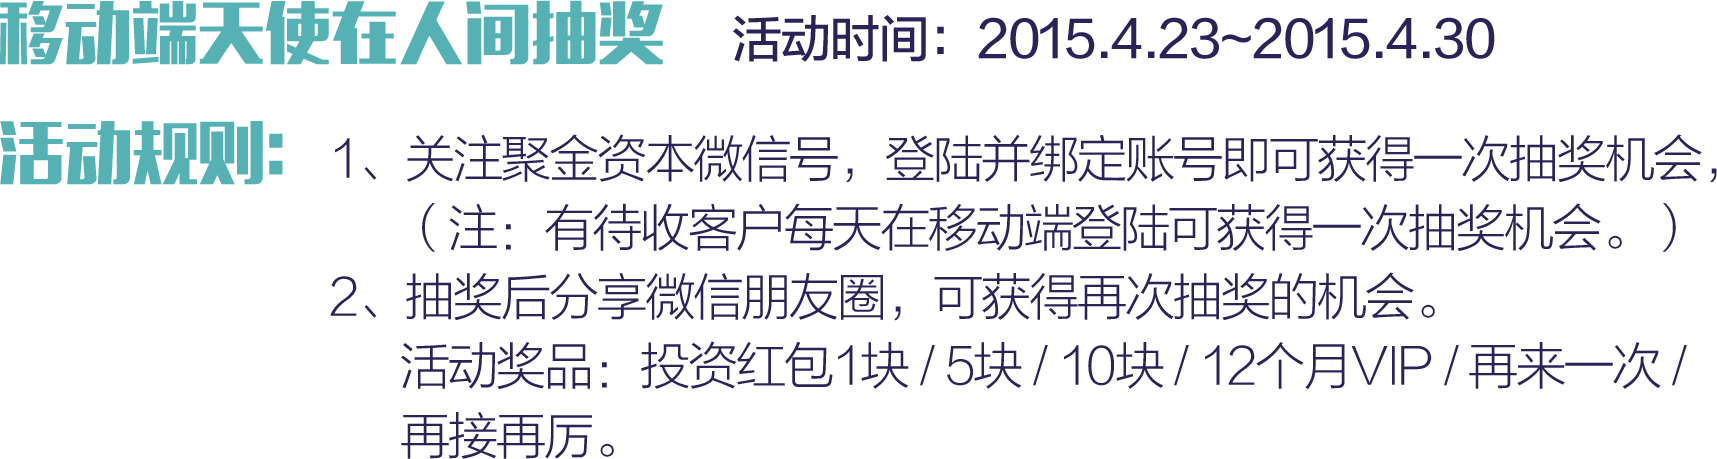 移动端天使在人间抽奖 活动时间：2015.4.23~2015.4.30
活动规则：1、关注聚金资本微信号，登陆并绑定账号即可获得一次抽奖机会，
（注：有待收客户每天在移动端登陆可获得一次抽奖机会。）
2、抽奖后分享微信朋友圈，可获得再次抽奖的机会。
活动奖品：投资红包1块 / 5块 / 10块 / 12个月VIP / 再来一次 /
再接再厉。